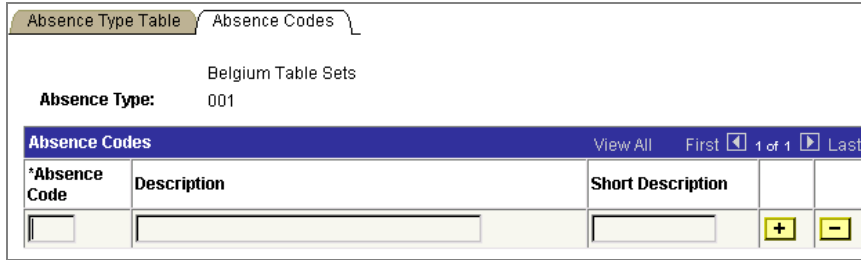 Absence Type Table Absence Codes
Belgium Table Sets
Absence Type: 001
Absence Codes View All First 1 of 1 Last
*Absence Code Description Short Description
+ -